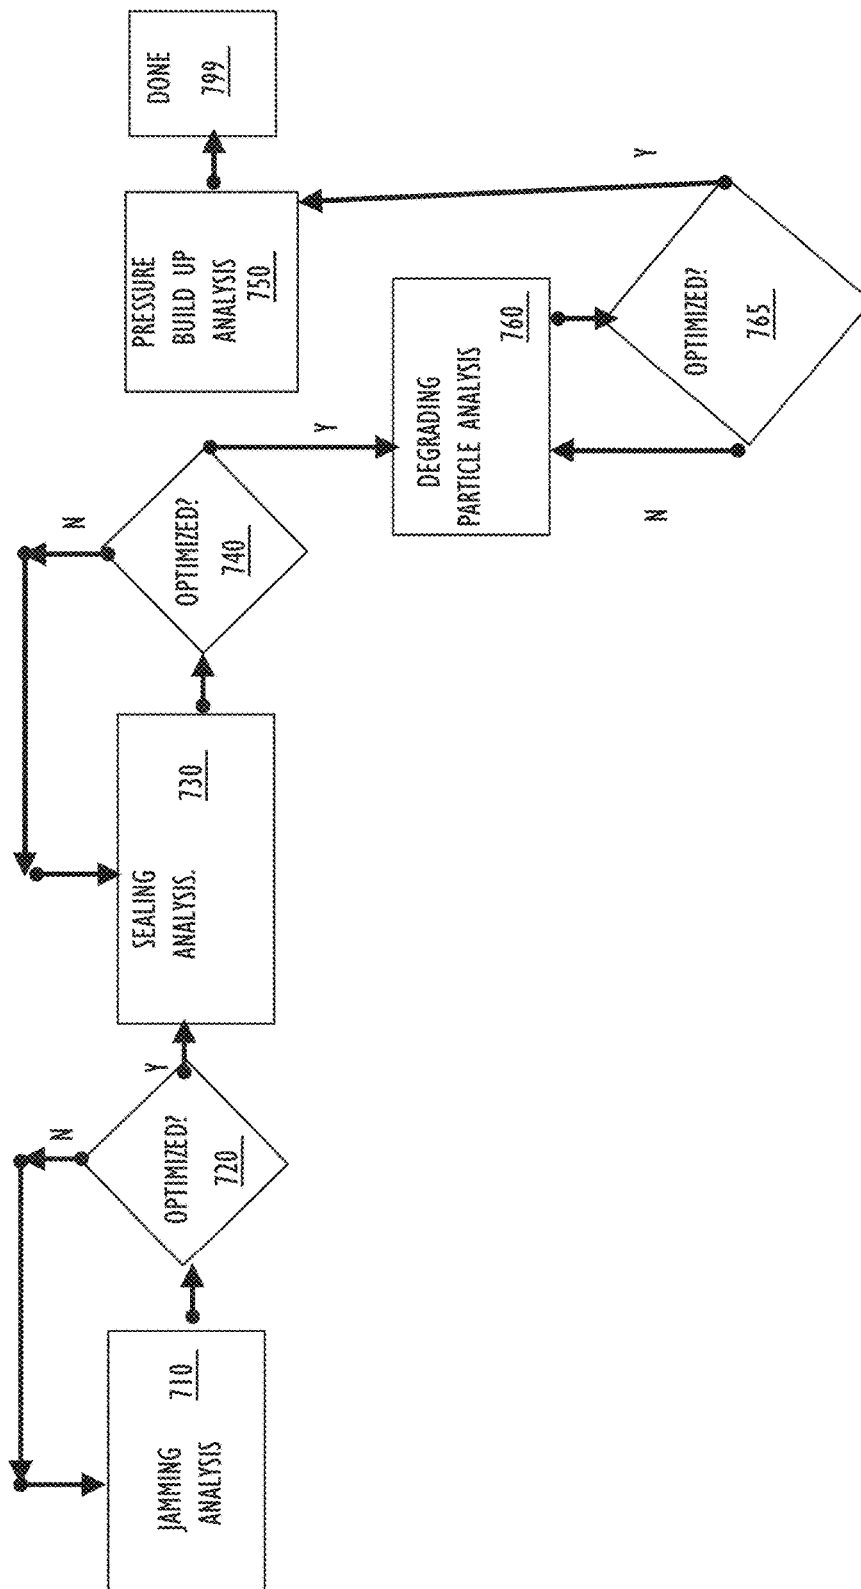 JAMMING
ANALYSIS
710
N
OPTIMIZED?
720
Y
SEALING
ANALYSIS.
730
N
OPTIMIZED?
740
Y
DEGRADING
PARTICLE ANALYSIS
760
N
OPTIMIZED?
765
Y
PRESSURE
BUILD UP
ANALYSIS
750
DONE
799